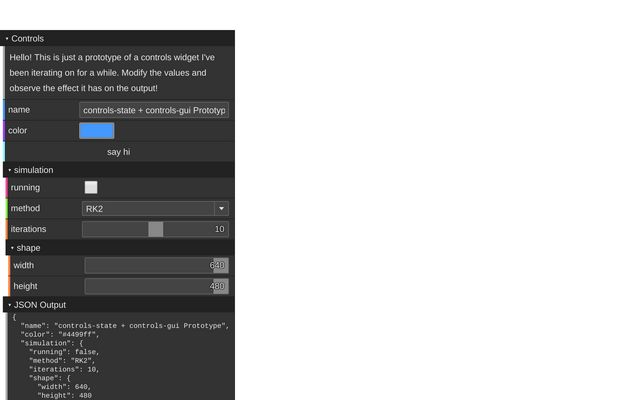 Controls
Hello! This is just a prototype of a controls widget I've
been iterating on for a while. Modify the values and
observe the effect it has on the output!
name controls-state + controls-gui Prototyp
color
say hi
simulation
running
method RK2
iterations 10
shape
width 640
height 480
JSON Output
{
"name": "controls-state + controls-gui Prototype",
"color": "#4499ff",
"simulation": {
"running": false,
"method": "RK2",
"iterations": 10,
"shape": {
"width": 640,
"height": 480